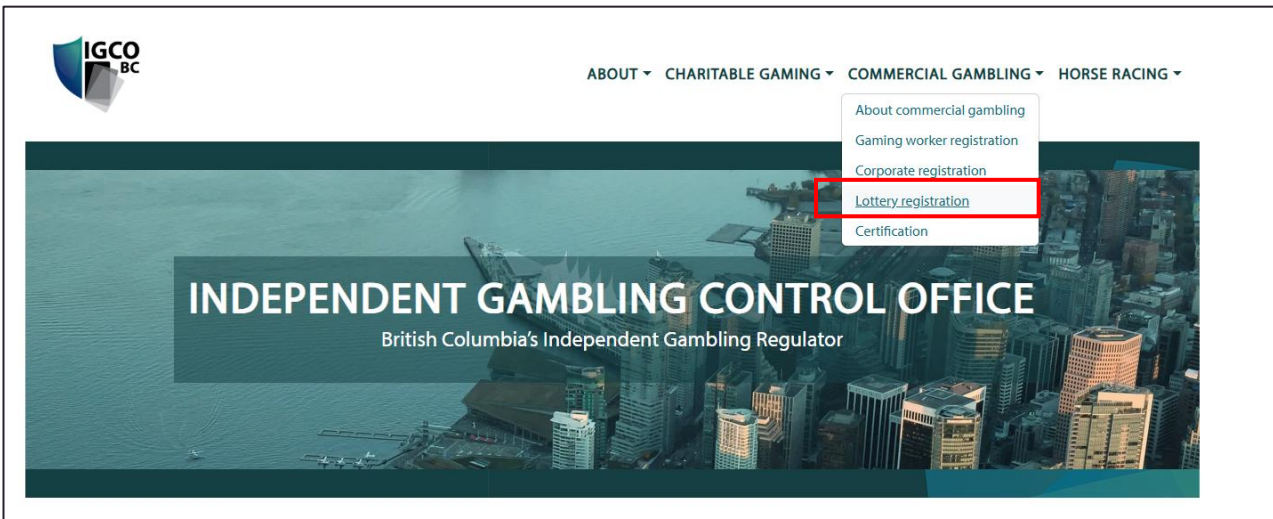 IGCO
BC
ABOUT CHARITABLE GAMING COMMERCIAL GAMBLING HORSE RACING
About commercial gambling
Gaming worker registration
Corporate registration
Lottery registration
Certification
INDEPENDENT GAMBLING CONTROL OFFICE
British Columbia's Independent Gambling Regulator